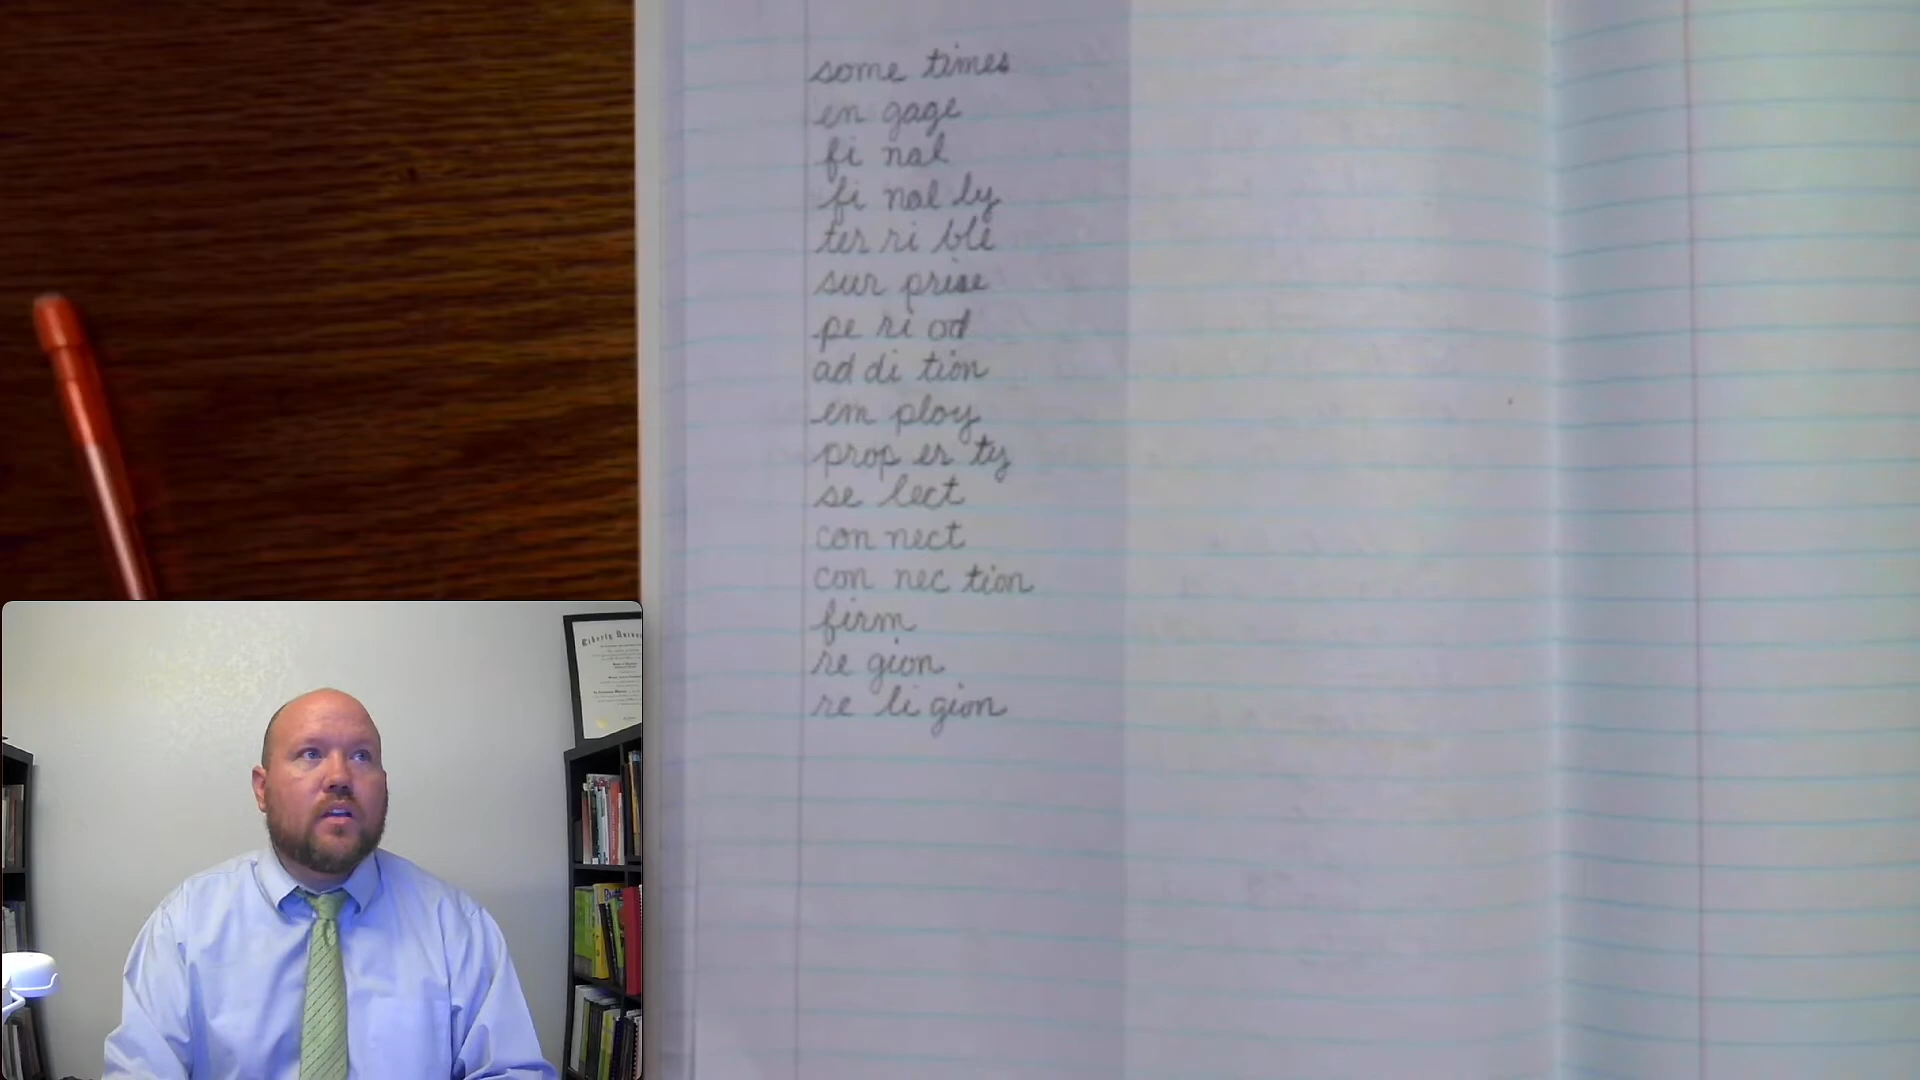 some times
en gage
fi nal
fi nal ly
ter ri ble
sur prise
pe ri od
ad di tion
em ploy
prop er ty
se lect
con nect
con nec tion
firm
re gion
re li gion
Liberty